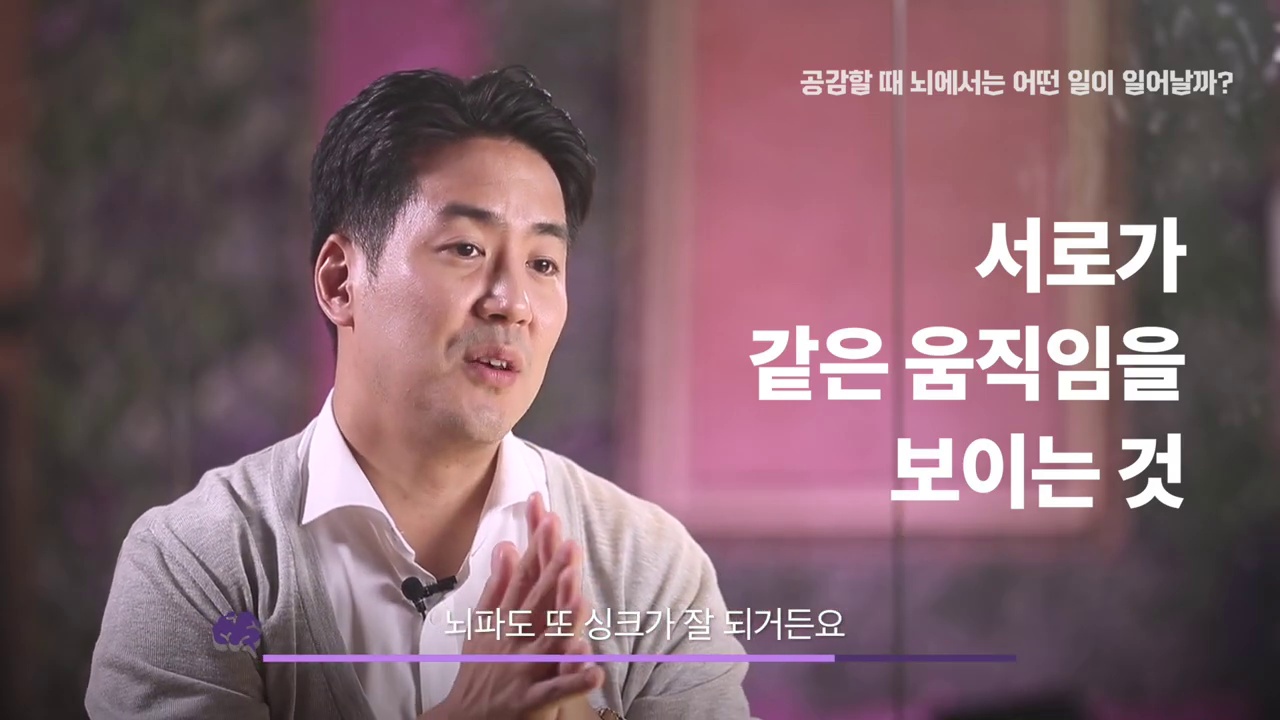 공감할 때 뇌에서는 어떤 일이 일어날까?
서로가
같은 움직임을
보이는 것
뇌파도 또 싱크가 잘 되거든요